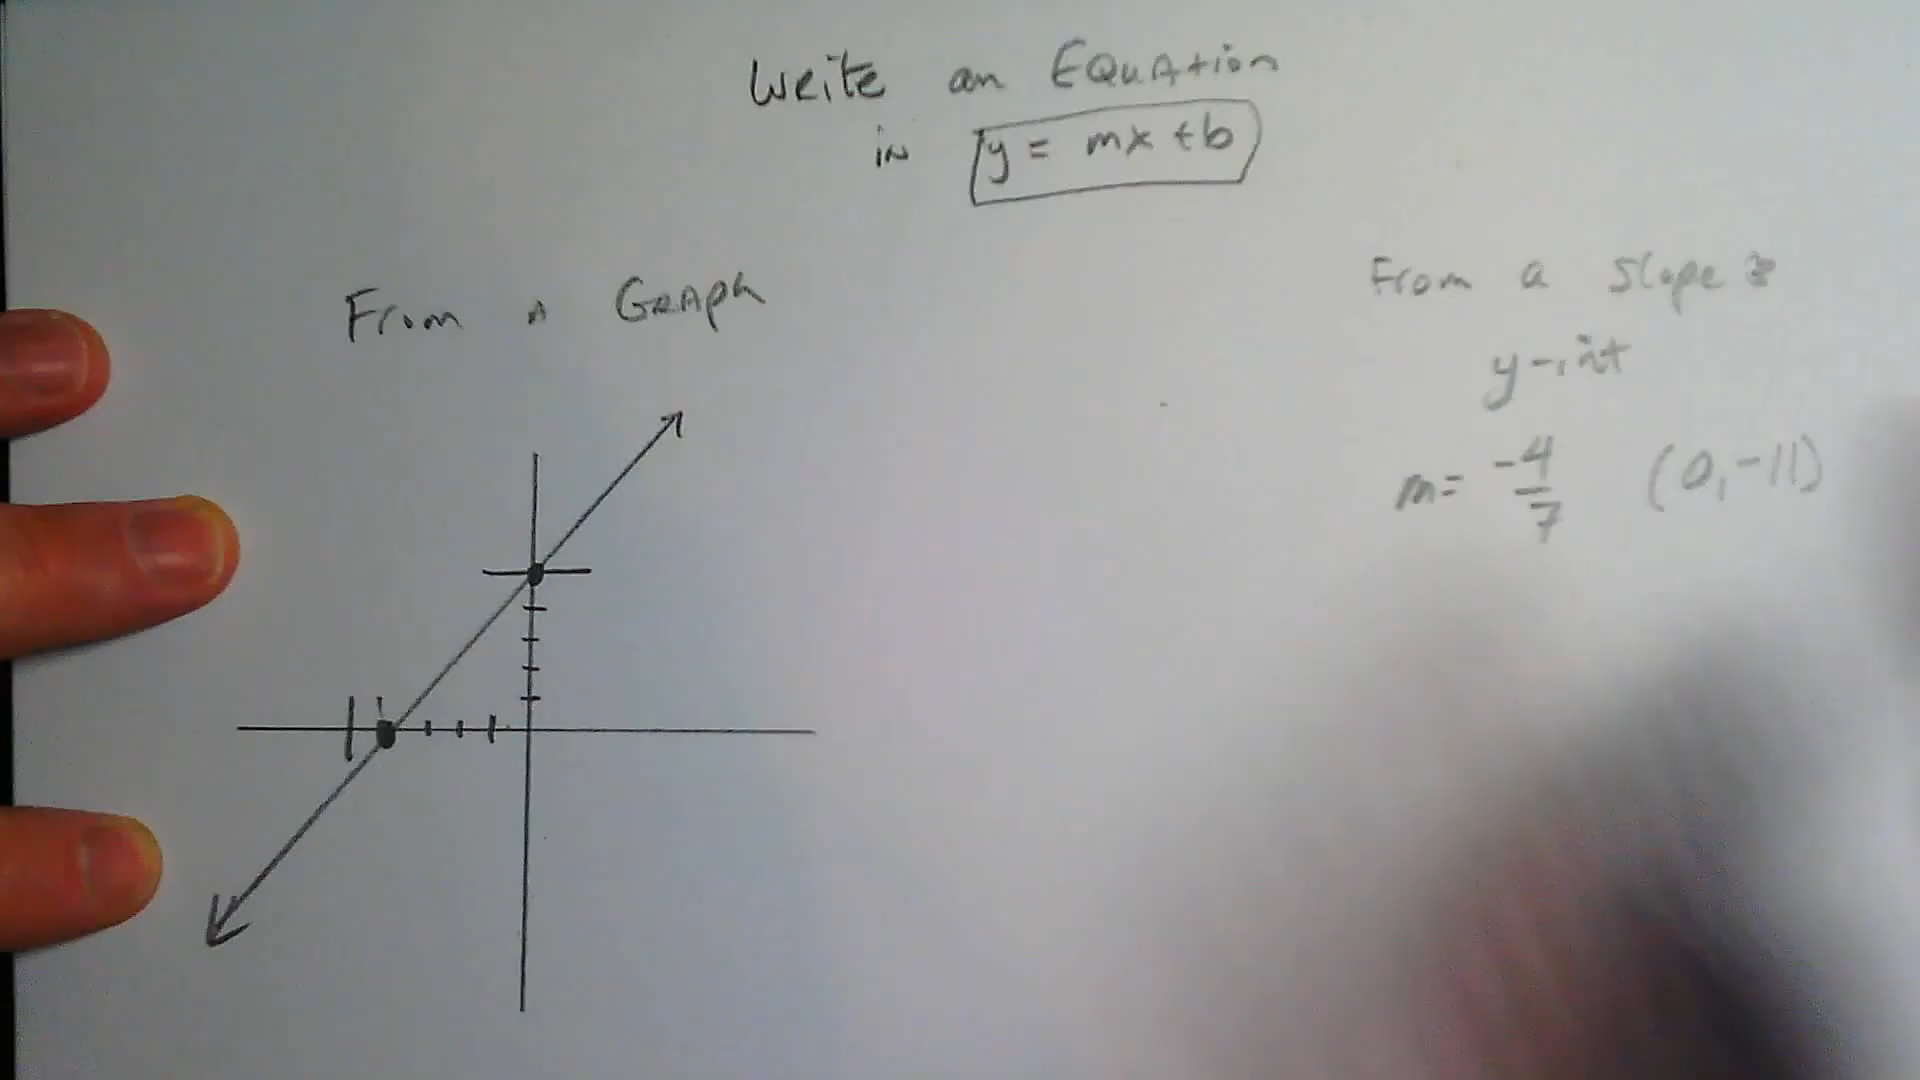 Write an Equation
in y = mx + b
From a Graph
From a Slope &
y-int
m = -4/7 (0,-11)